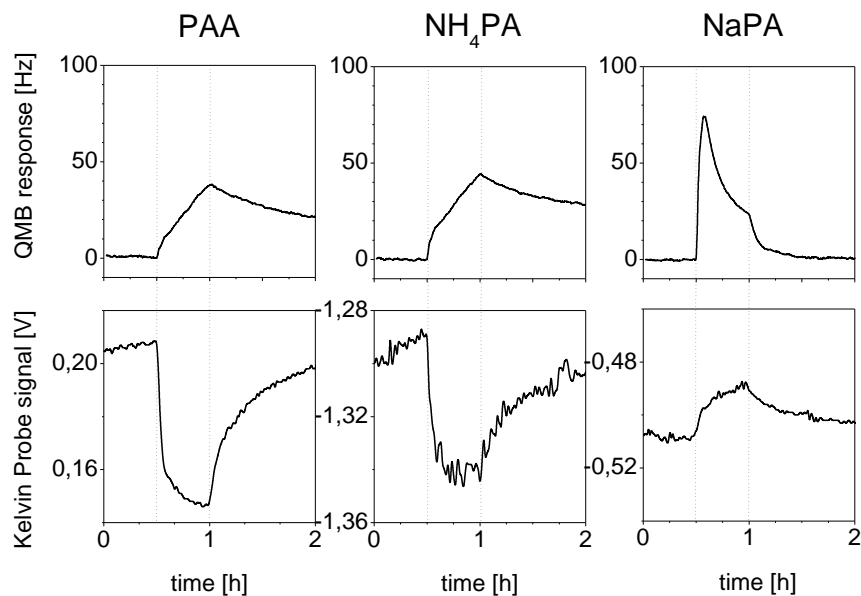 PAA NH4PA NaPA
QMB response [Hz]
100 100 100
50 50 50
0 0 0
Kelvin Probe signal [V]
0,20 -1,28 -0,48
0,16 -1,32 -0,52
-1,36
0 1 2 0 1 2 0 1 2
time [h] time [h] time [h]